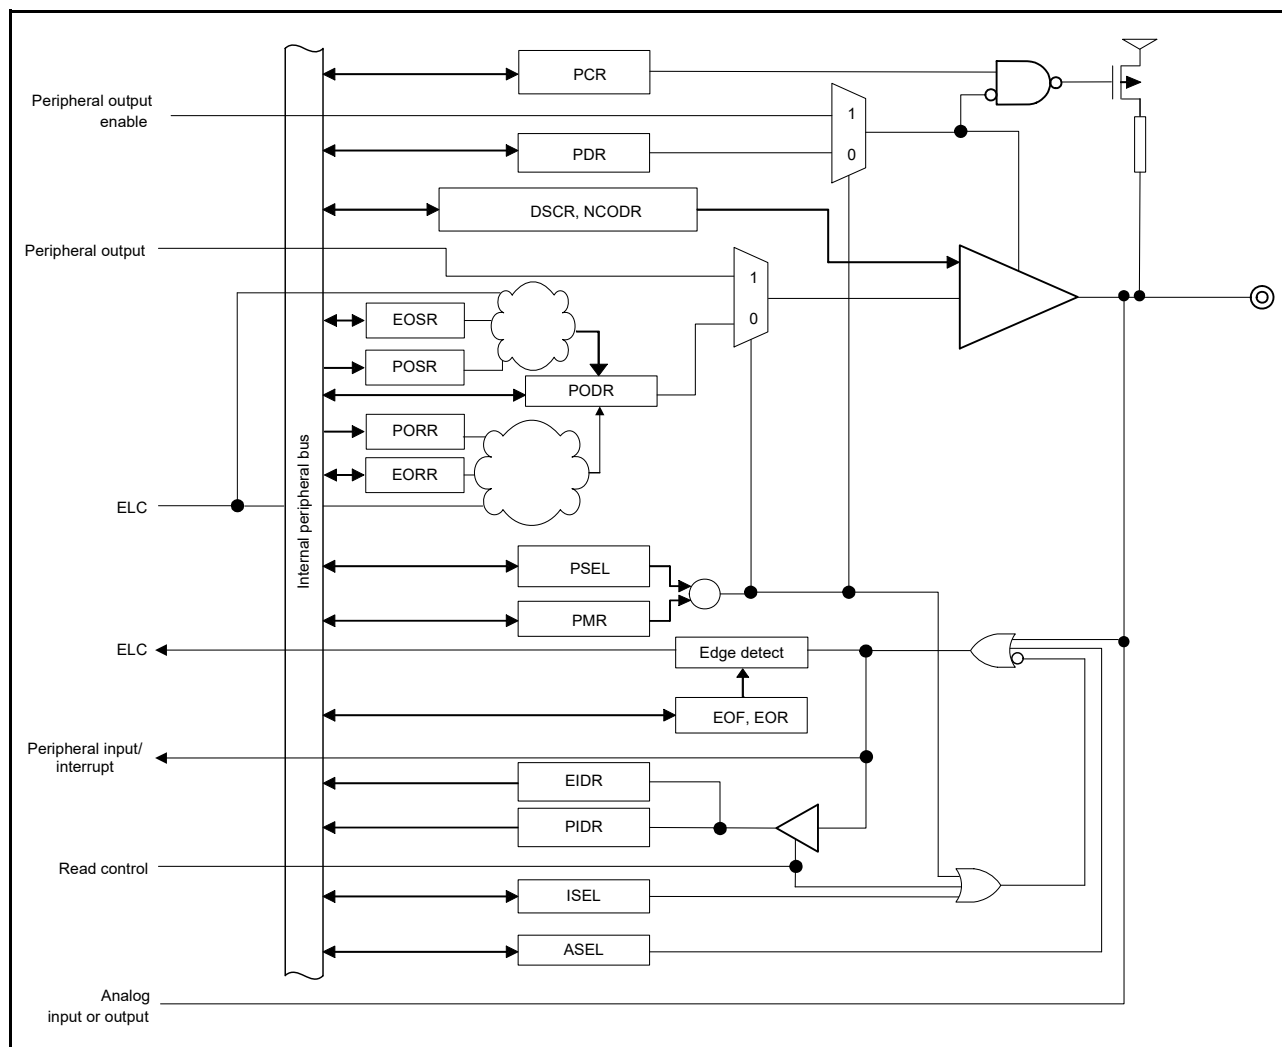 PCR
Peripheral output
enable
1
0
PDR
DSCR, NCODR
Peripheral output
1
0
EOSR
POSR
PODR
PORR
EORR
Internal peripheral bus
ELC
PSEL
PMR
ELC
Edge detect
EOF, EOR
Peripheral input/
interrupt
EIDR
PIDR
Read control
ISEL
ASEL
Analog
input or output